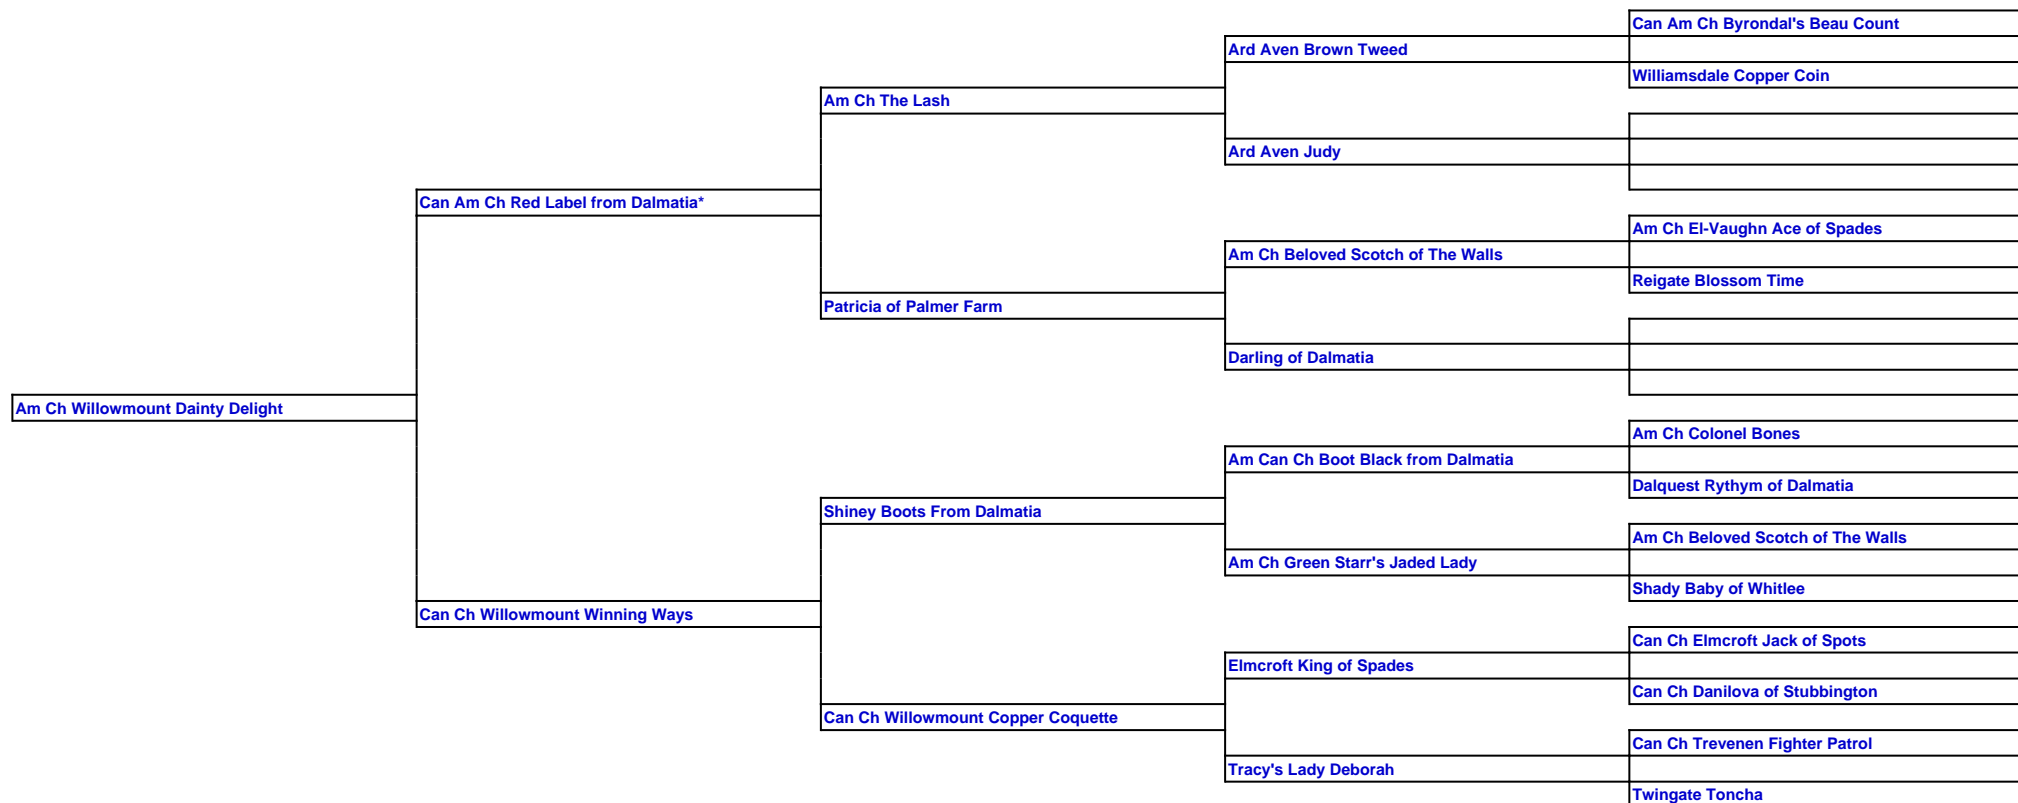 Can Am Ch Byrondal's Beau Count
Ard Aven Brown Tweed
Williamsdale Copper Coin
Am Ch The Lash
Ard Aven Judy
Can Am Ch Red Label from Dalmatia*
Am Ch El-Vaughn Ace of Spades
Am Ch Beloved Scotch of The Walls
Reigate Blossom Time
Patricia of Palmer Farm
Darling of Dalmatia
Am Ch Willowmount Dainty Delight
Am Ch Colonel Bones
Am Can Ch Boot Black from Dalmatia
Dalquest Rythym of Dalmatia
Shiney Boots From Dalmatia
Am Ch Beloved Scotch of The Walls
Am Ch Green Starr's Jaded Lady
Shady Baby of Whitlee
Can Ch Willowmount Winning Ways
Can Ch Elmcroft Jack of Spots
Elmcroft King of Spades
Can Ch Danilova of Stubbington
Can Ch Willowmount Copper Coquette
Can Ch Trevenen Fighter Patrol
Tracy's Lady Deborah
Twingate Toncha